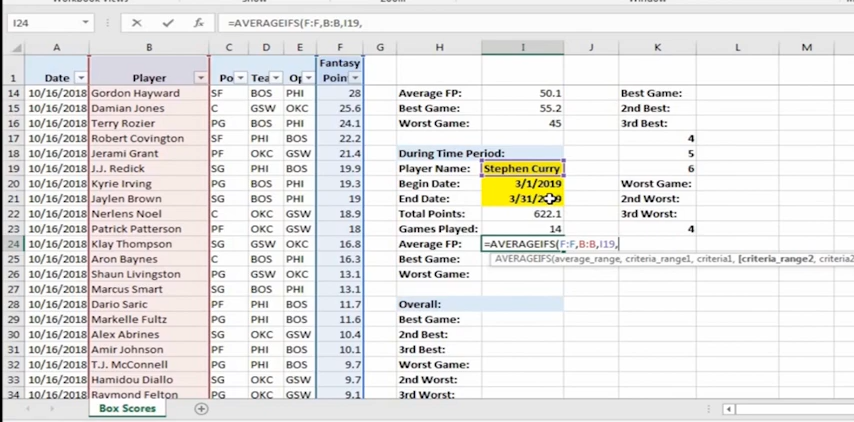 I24 =AVERAGEIFS(F:F,B:B,I19,
A B C D E F G H I J K L M
Fantasy
1 Date Player Po Tea Op Poin
14 10/16/2018 Gordon Hayward SF BOS PHI 28 Average FP: 50.1 Best Game:
15 10/16/2018 Damian Jones C GSW OKC 25.6 Best Game: 55.2 2nd Best:
16 10/16/2018 Terry Rozier PG BOS PHI 24.1 Worst Game: 45 3rd Best:
17 10/16/2018 Robert Covington SF PHI BOS 22.2 4
18 10/16/2018 Jerami Grant PF OKC GSW 21.4 During Time Period: 5
19 10/16/2018 J.J. Redick SG PHI BOS 19.9 Player Name: Stephen Curry 6
20 10/16/2018 Kyrie Irving PG BOS PHI 19.3 Begin Date: 3/1/2019 Worst Game:
21 10/16/2018 Jaylen Brown SG BOS PHI 19 End Date: 3/31/2019 2nd Worst:
22 10/16/2018 Nerlens Noel C OKC GSW 18.9 Total Points: 622.1 3rd Worst:
23 10/16/2018 Patrick Patterson PF OKC GSW 18 Games Played: 14 4
24 10/16/2018 Klay Thompson SG GSW OKC 16.8 Average FP: =AVERAGEIFS(F:F,B:B,I19,
25 10/16/2018 Aron Baynes C BOS PHI 16.3 Best Game: AVERAGEIFS(average_range, criteria_range1, criteria1, [criteria_range2, criteria2
26 10/16/2018 Shaun Livingston PG GSW OKC 13.1 Worst Game:
27 10/16/2018 Marcus Smart SG BOS PHI 13.1
28 10/16/2018 Dario Saric PF PHI BOS 11.7 Overall:
29 10/16/2018 Markelle Fultz PG PHI BOS 11.6 Best Game:
30 10/16/2018 Alex Abrines SG OKC GSW 10.4 2nd Best:
31 10/16/2018 Amir Johnson PF PHI BOS 10.1 3rd Best:
32 10/16/2018 T.J. McConnell PG PHI BOS 9.7 Worst Game:
33 10/16/2018 Hamidou Diallo SG OKC GSW 9.7 2nd Worst:
34 10/16/2018 Raymond Felton PG OKC GSW 9.1 3rd Worst:
Box Scores